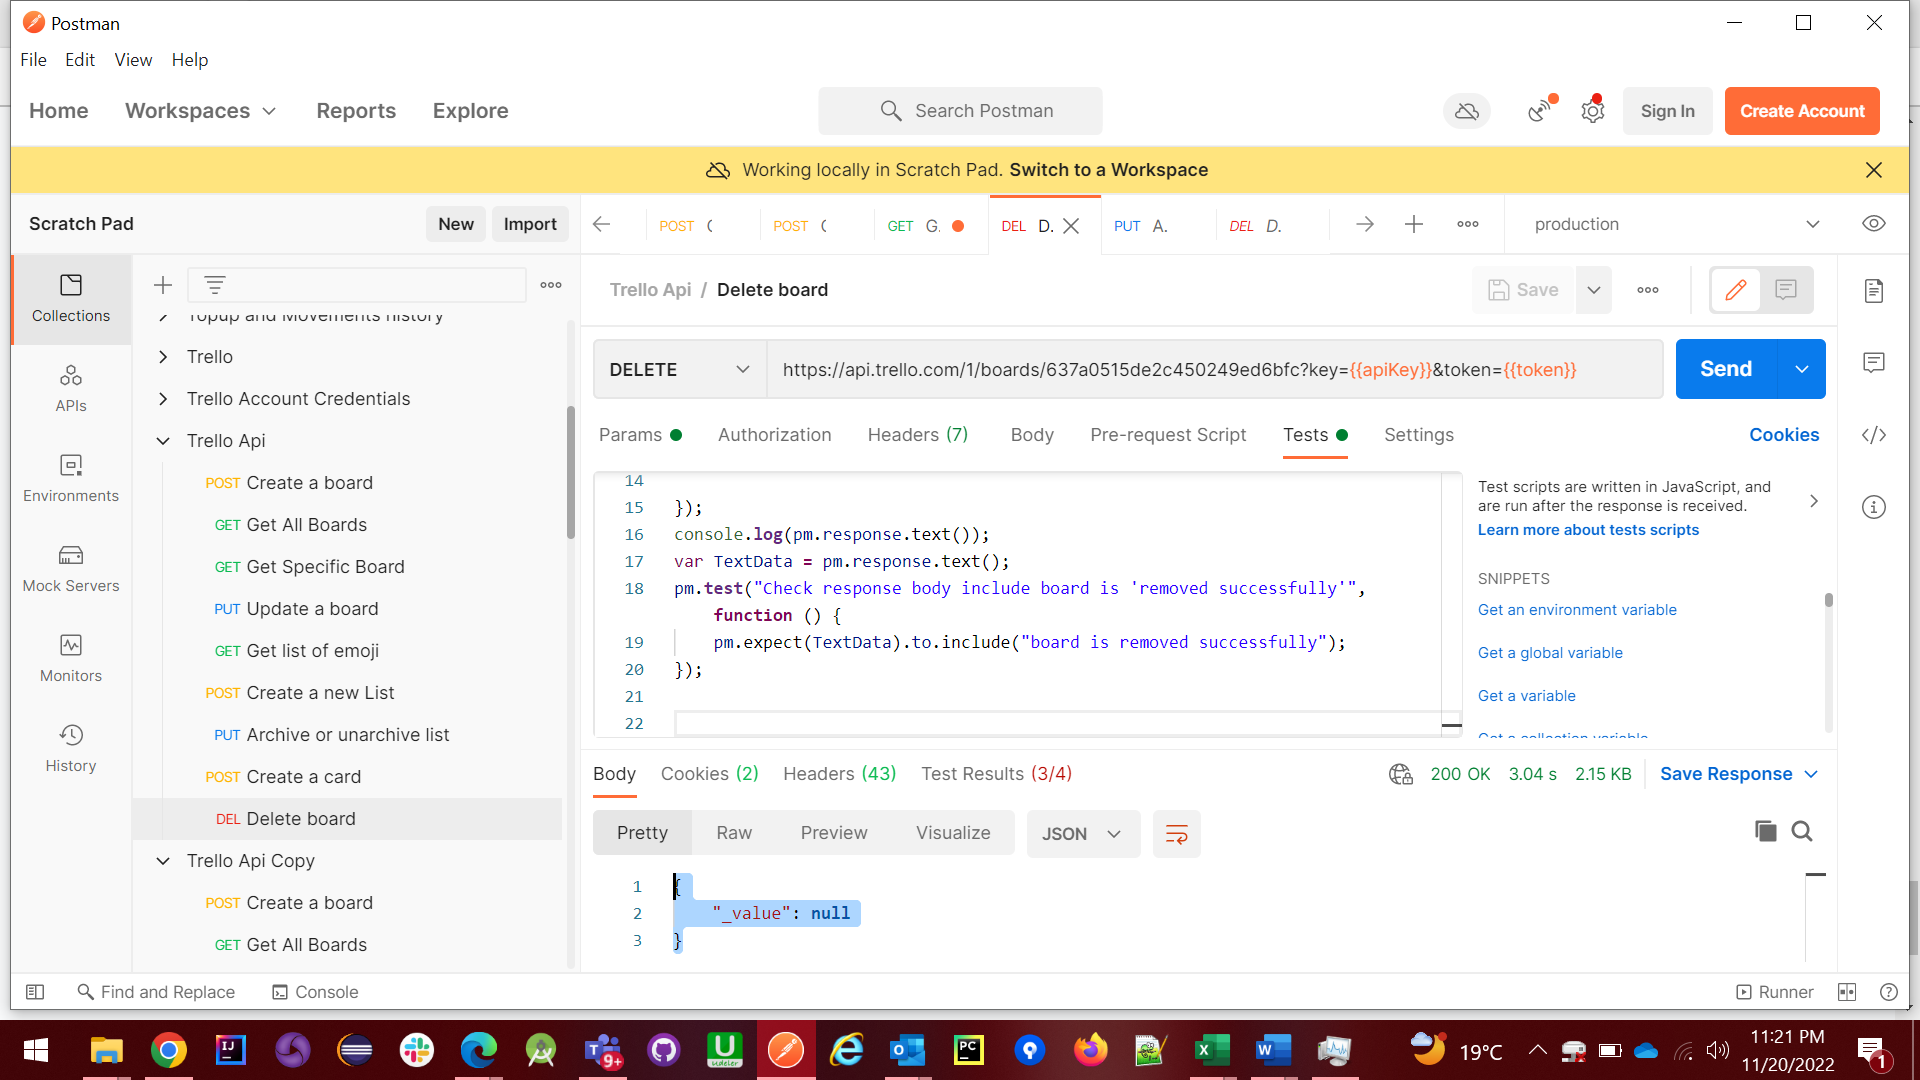 Postman
File Edit View Help
Home Workspaces Reports Explore
Search Postman
Sign In
Create Account
Working locally in Scratch Pad. Switch to a Workspace
Scratch Pad
New
Import
POST
POST
GET G.
DEL D.
PUT A.
DEL D.
production
Collections
APIs
Environments
Mock Servers
Monitors
History
Topup and Movements history
Trello
Trello Account Credentials
Trello Api
POST Create a board
GET Get All Boards
GET Get Specific Board
PUT Update a board
GET Get list of emoji
POST Create a new List
PUT Archive or unarchive list
POST Create a card
DEL Delete board
Trello Api Copy
POST Create a board
GET Get All Boards
Trello Api / Delete board
Save
DELETE
https://api.trello.com/1/boards/637a0515de2c450249ed6bfc?key={{apiKey}}&token={{token}}
Send
Params Authorization Headers (7) Body Pre-request Script Tests Settings
Cookies
14
15 });
16 console.log(pm.response.text());
17 var TextData = pm.response.text();
18 pm.test("Check response body include board is 'removed successfully'",
function () {
19 pm.expect(TextData).to.include("board is removed successfully");
20 });
21
22
Test scripts are written in JavaScript, and
are run after the response is received.
Learn more about tests scripts
SNIPPETS
Get an environment variable
Get a global variable
Get a variable
Get a collection variable
Body Cookies (2) Headers (43) Test Results (3/4)
200 OK 3.04 s 2.15 KB
Save Response
Pretty Raw Preview Visualize
JSON
1 {
2 "_value": null
3 }
Find and Replace
Console
Runner
IJ
9+
U
udeler
PC
19°C
11:21 PM
11/20/2022
1